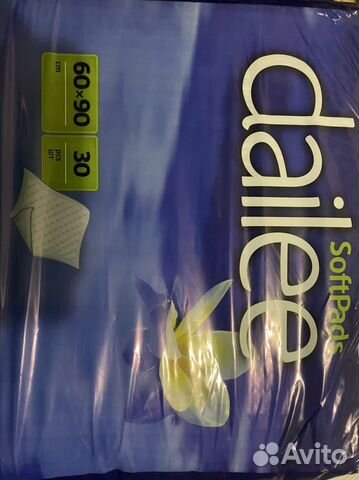 dailee
SoftPads
60×90
cm
30
pcs
шт
Avito